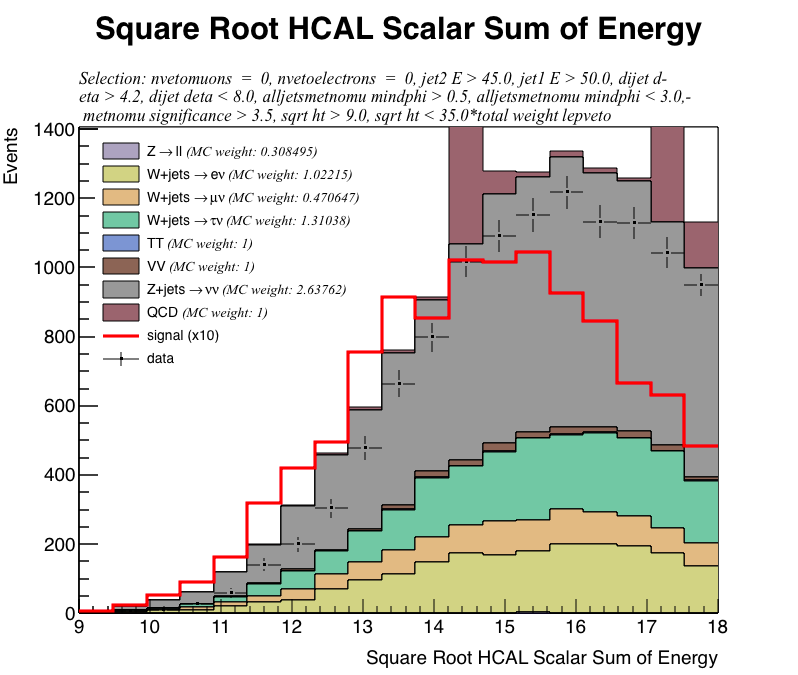 Square Root HCAL Scalar Sum of Energy
Selection: nvetomuons = 0, nvetoelectrons = 0, jet2 E > 45.0, jet1 E > 50.0, dijet d-
eta > 4.2, dijet deta < 8.0, alljetsmetnomu mindphi > 0.5, alljetsmetnomu mindphi < 3.0,-
metnomu significance > 3.5, sqrt ht > 9.0, sqrt ht < 35.0*total weight lepveto
Events
1400
1200
1000
800
600
400
200
0
Z→ll (MC weight: 0.308495)
W+jets→eν (MC weight: 1.02215)
W+jets→μν (MC weight: 0.470647)
W+jets→τν (MC weight: 1.31038)
TT (MC weight: 1)
VV (MC weight: 1)
Z+jets→νν (MC weight: 2.63762)
QCD (MC weight: 1)
signal (x10)
data
9 10 11 12 13 14 15 16 17 18
Square Root HCAL Scalar Sum of Energy